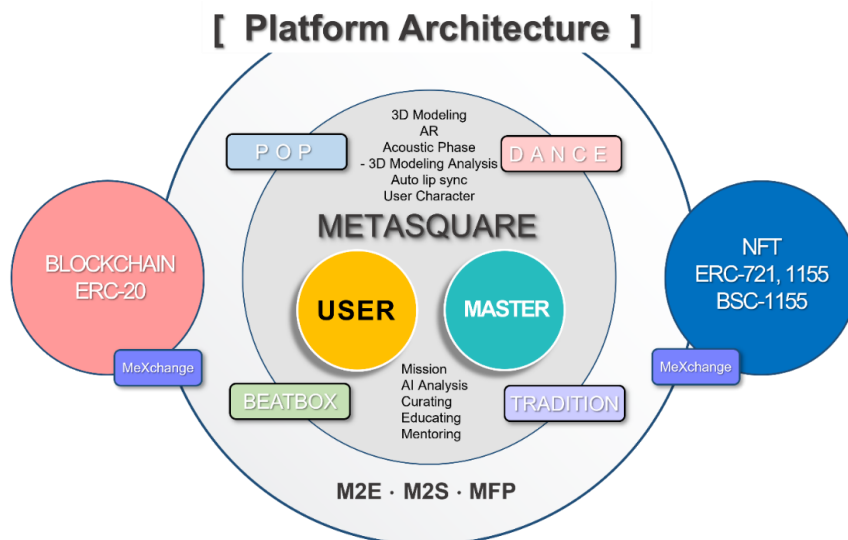 [ Platform Architecture ]
3D Modeling
AR
Acoustic Phase
- 3D Modeling Analysis
Auto lip sync
User Character
POP
DANCE
METASQUARE
BLOCKCHAIN
ERC-20
MeXchange
USER
MASTER
NFT
ERC-721, 1155
BSC-1155
MeXchange
BEATBOX
Mission
AI Analysis
Curating
Educating
Mentoring
TRADITION
M2E · M2S · MFP